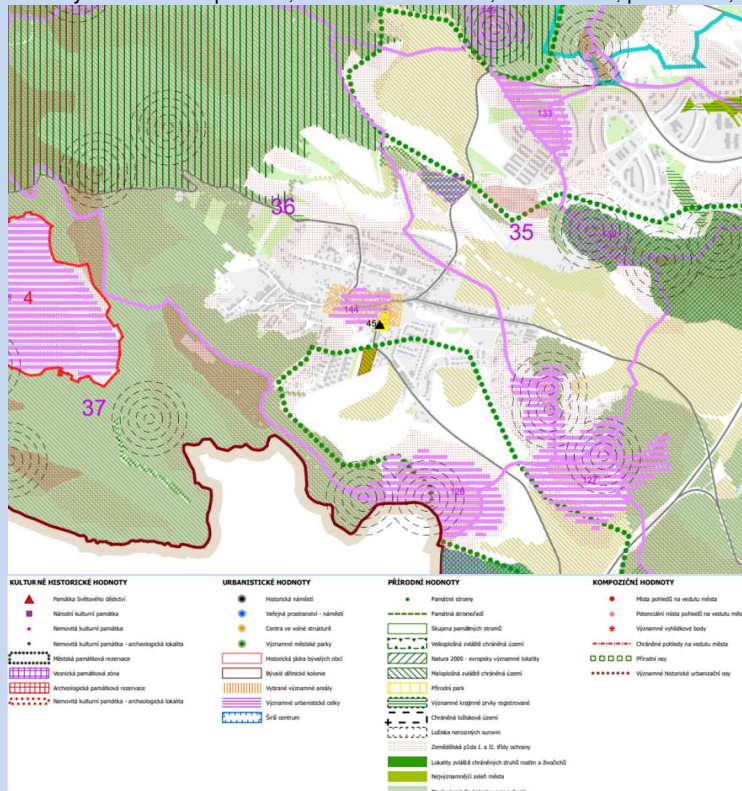 133
36
35
144
4
45
37
127
KULTURNĚ HISTORICKÉ HODNOTY
Památka Světového dědictví
Národní kulturní památka
Nemovitá kulturní památka
Nemovitá kulturní památka - archeologická lokalita
Městská památková rezervace
Vesnická památková zóna
Archeologická památková rezervace
Nemovitá kulturní památka - archeologická lokalita
URBANISTICKÉ HODNOTY
Historická náměstí
Veřejná prostranství - náměstí
Centra ve volné struktuře
Významné městské parky
Historická jádra bývalých obcí
Bývalé dělnické kolonie
Vybrané významné areály
Významné urbanistické celky
Širší centrum
PŘÍRODNÍ HODNOTY
Památné stromy
Památná stromořadí
Skupina památných stromů
Velkoplošná zvláště chráněná území
Natura 2000 - evropsky významné lokality
Maloplošná zvláště chráněná území
Přírodní park
Významné krajinné prvky registrované
Chráněná ložisková území
Ložiska nerostných surovin
Zemědělská půda I. a II. třídy ochrany
Lokality zvláště chráněných druhů rostlin a živočichů
Nejvýznamnější zeleň města
KOMPOZIČNÍ HODNOTY
Místa pohledů na vedutu města
Potenciální místa pohledů na vedutu měs
Významné vyhlídkové body
Chráněné pohledy na vedutu města
Přírodní osy
Významné historické urbanizační osy